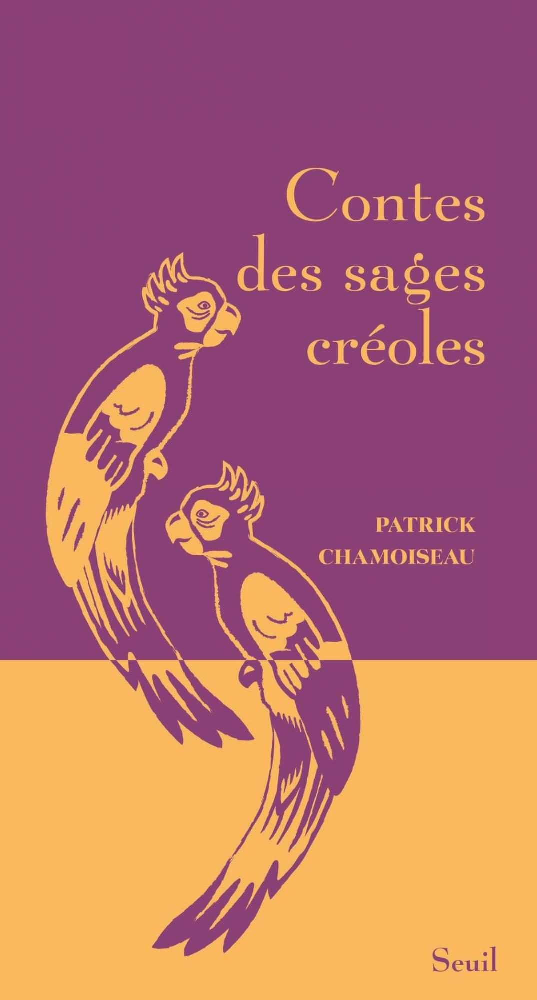 Contes
des sages
créoles
PATRICK
CHAMOISEAU
Seuil